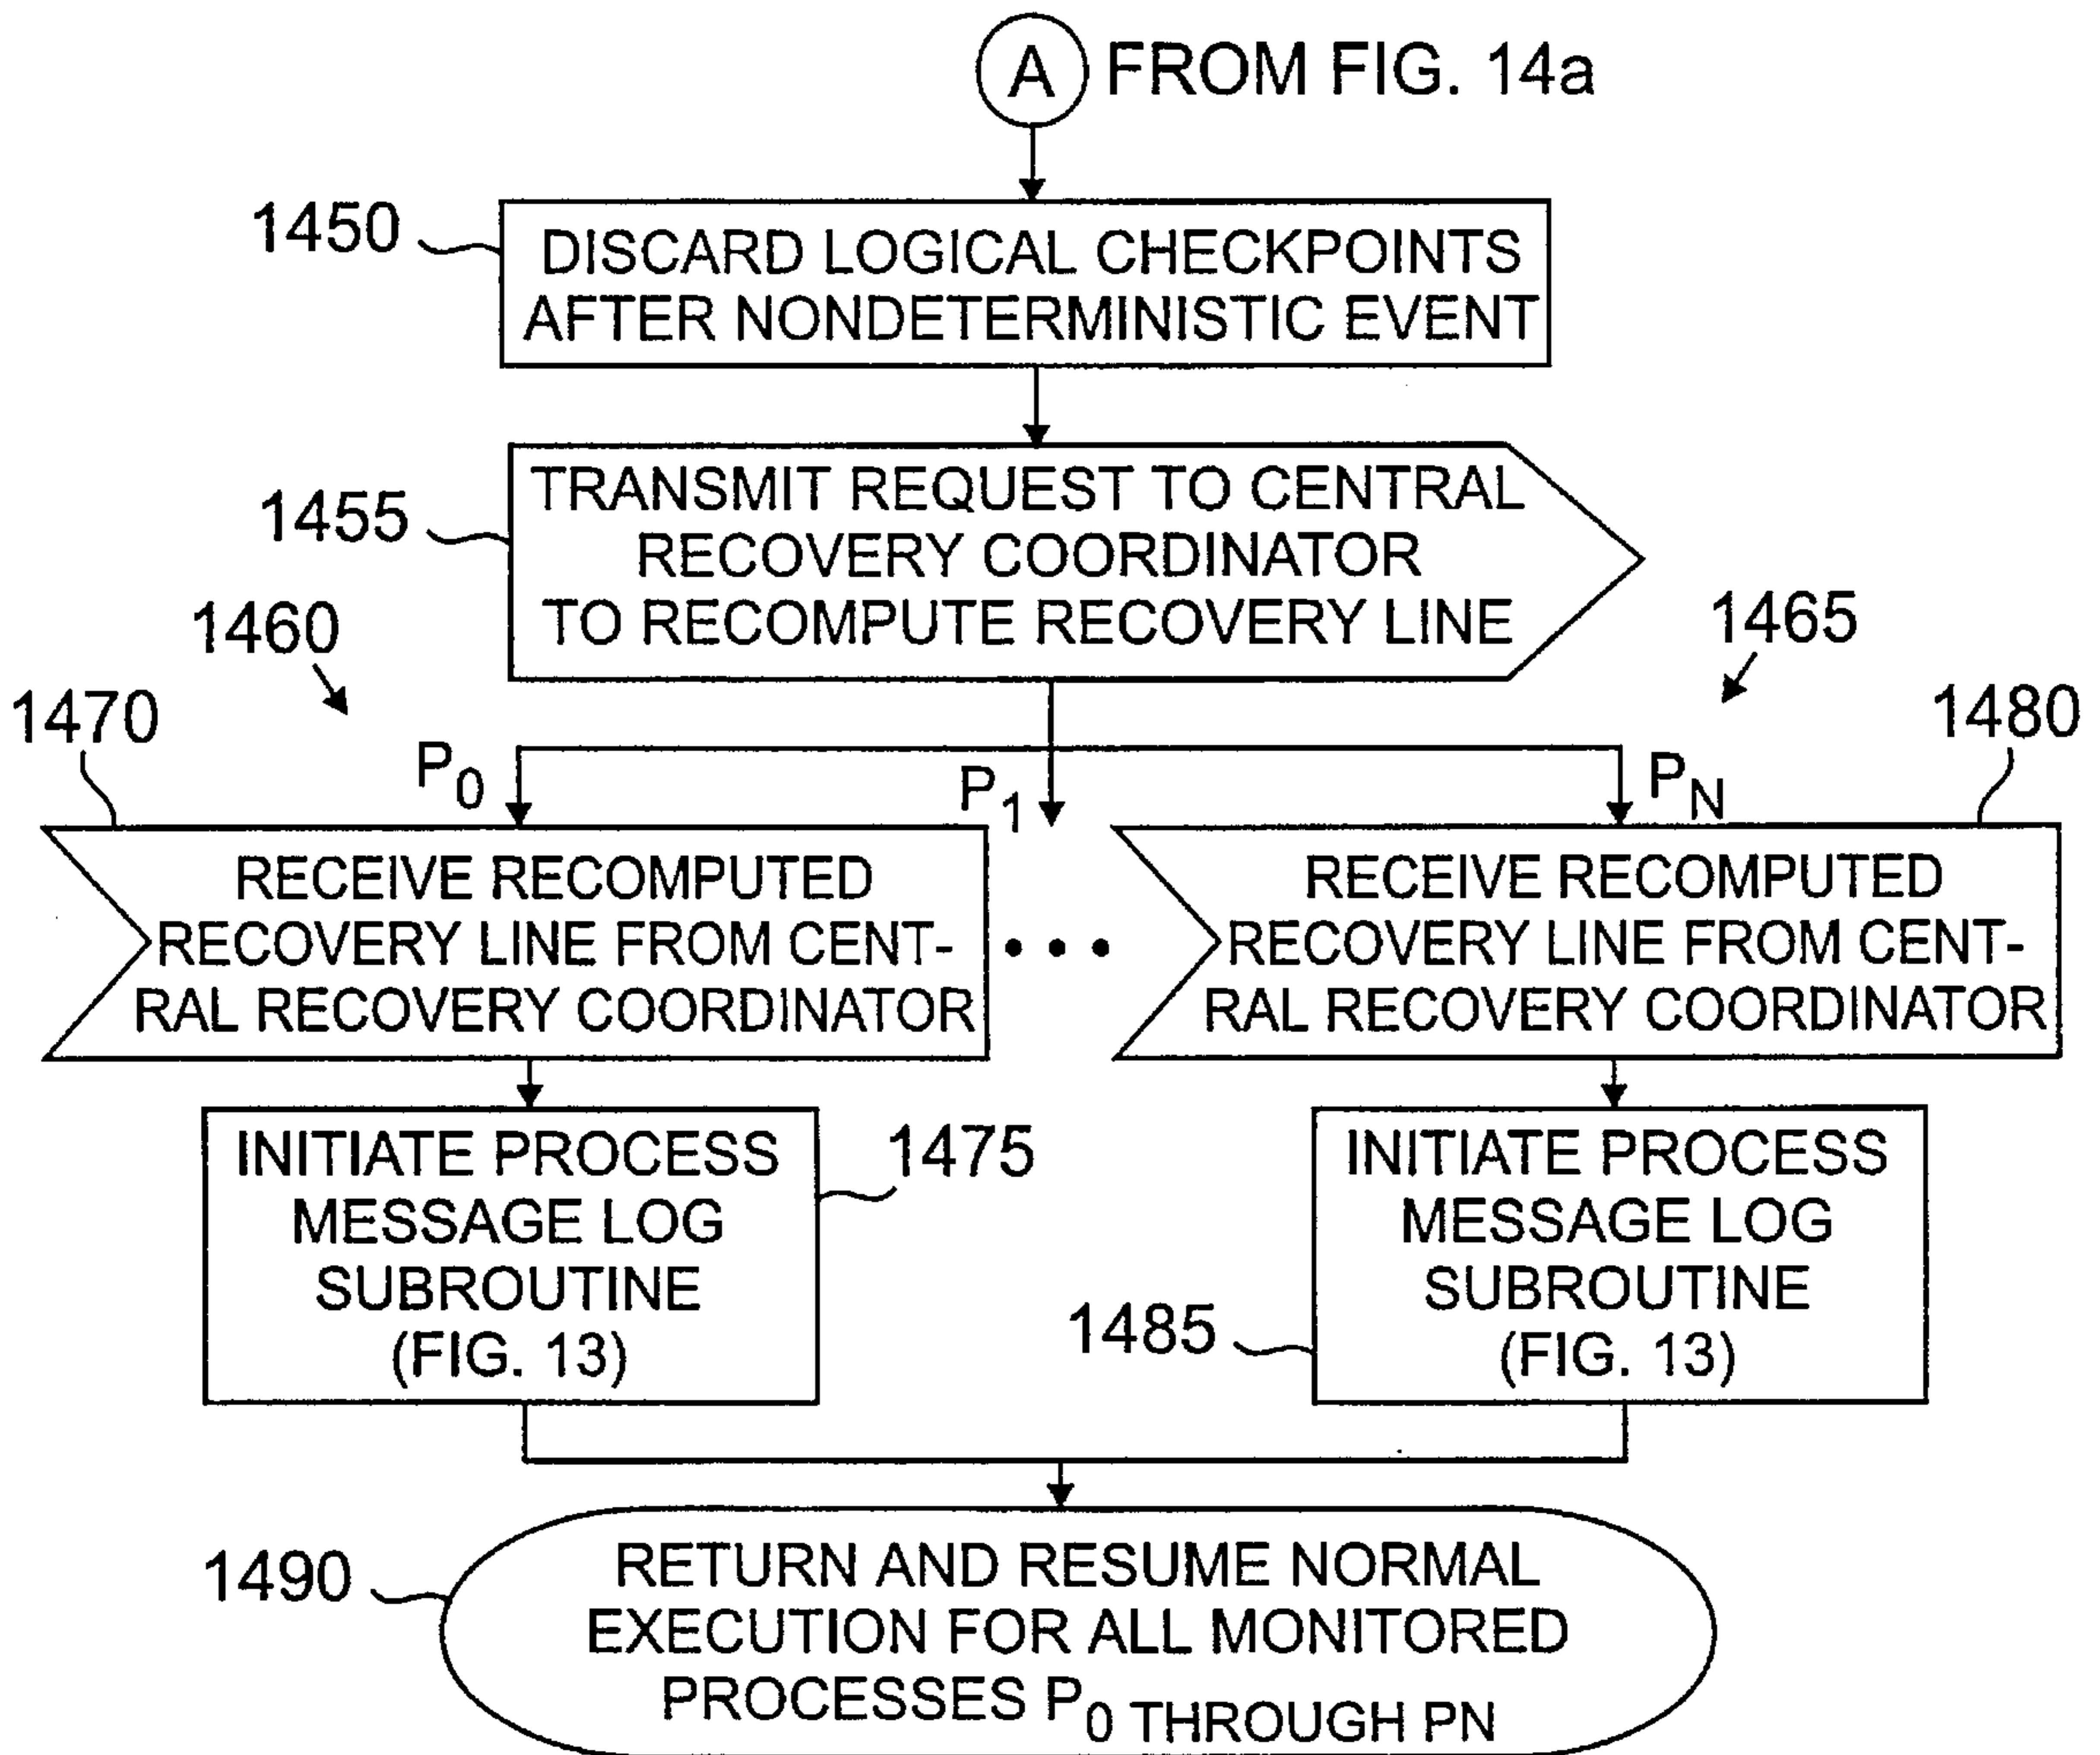 A FROM FIG. 14a
1450
DISCARD LOGICAL CHECKPOINTS
AFTER NONDETERMINISTIC EVENT
1455
TRANSMIT REQUEST TO CENTRAL
RECOVERY COORDINATOR
TO RECOMPUTE RECOVERY LINE
1460
1465
1470
1480
P0
P1
PN
RECEIVE RECOMPUTED
RECOVERY LINE FROM CENT-
RAL RECOVERY COORDINATOR
• • •
RECEIVE RECOMPUTED
RECOVERY LINE FROM CENT-
RAL RECOVERY COORDINATOR
INITIATE PROCESS
MESSAGE LOG
SUBROUTINE
(FIG. 13)
1475
INITIATE PROCESS
MESSAGE LOG
SUBROUTINE
(FIG. 13)
1485
1490
RETURN AND RESUME NORMAL
EXECUTION FOR ALL MONITORED
PROCESSES P0 THROUGH PN